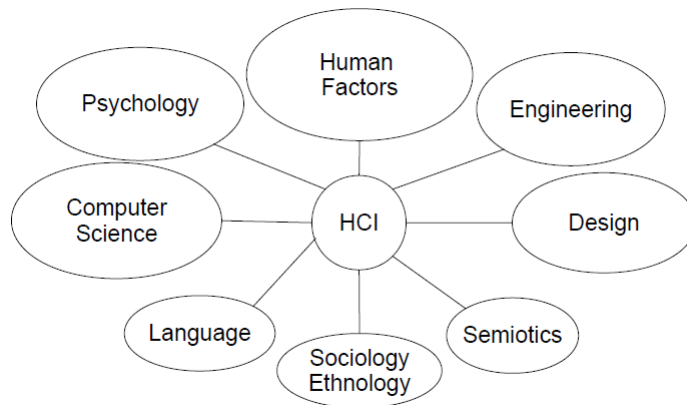 Human
Factors
Psychology
Engineering
Computer
Science
HCI
Design
Language
Semiotics
Sociology
Ethnology